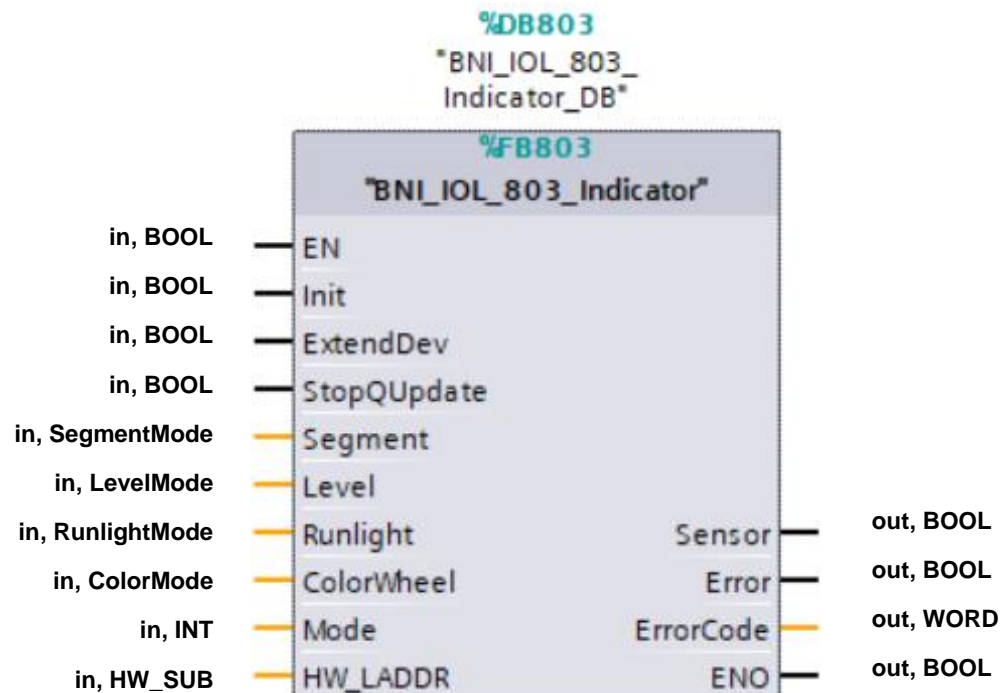 %DB803
"BNI_IOL_803_
Indicator_DB"
%FB803
"BNI_IOL_803_Indicator"
in, BOOL EN
in, BOOL Init
in, BOOL ExtendDev
in, BOOL StopQUpdate
in, SegmentMode Segment
in, LevelMode Level
in, RunlightMode Runlight Sensor out, BOOL
in, ColorMode ColorWheel Error out, BOOL
in, INT Mode ErrorCode out, WORD
in, HW_SUB HW_LADDR ENO out, BOOL